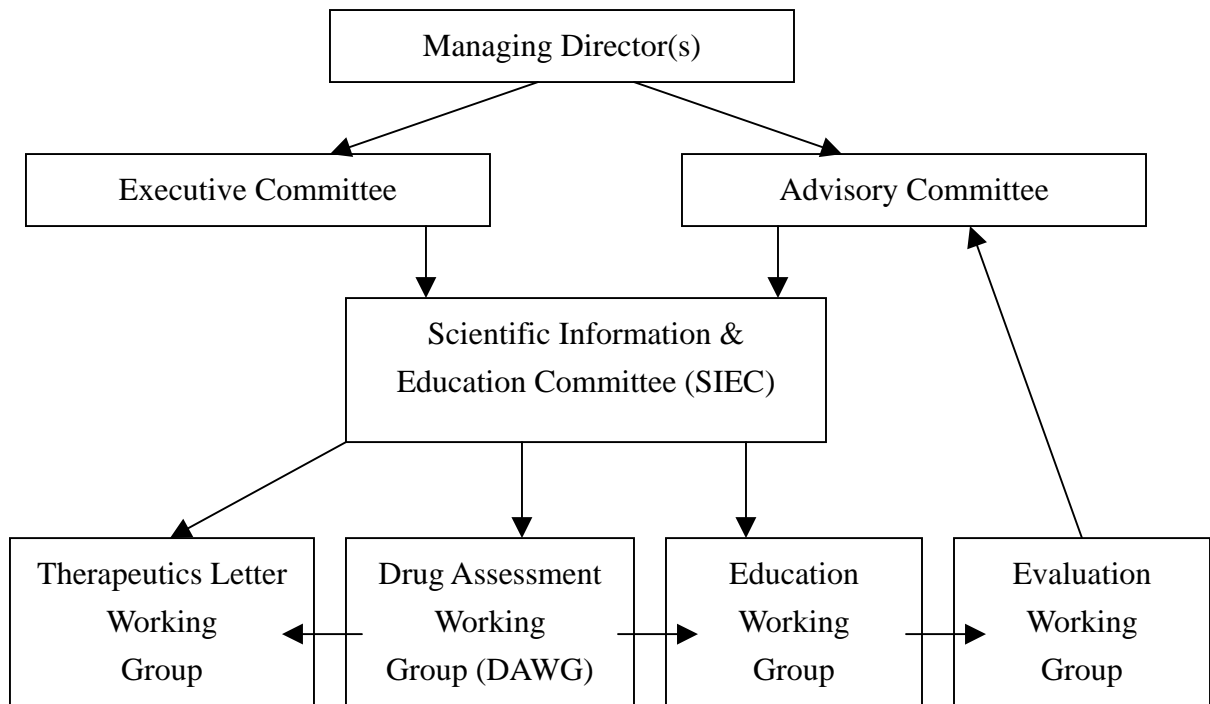 Managing Director(s)
Executive Committee
Advisory Committee
Scientific Information &
Education Committee (SIEC)
Therapeutics Letter
Working
Group
Drug Assessment
Working
Group (DAWG)
Education
Working
Group
Evaluation
Working
Group